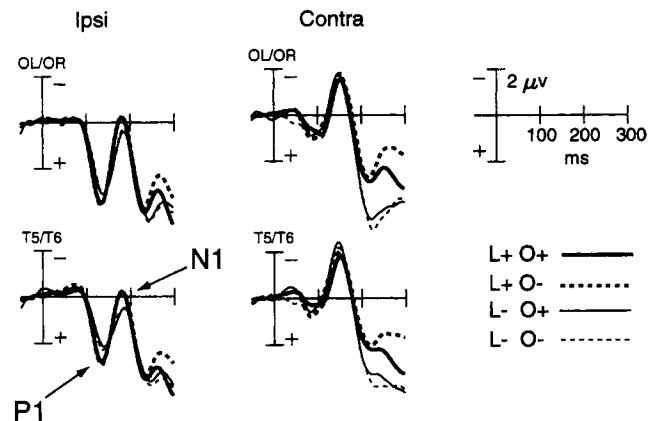 Ipsi
Contra
OL/OR
−
+
OL/OR
−
+
−
2 μv
+
100 200 300
ms
T5/T6
−
+
N1
P1
T5/T6
−
+
L+ O+
L+ O-
L- O+
L- O-